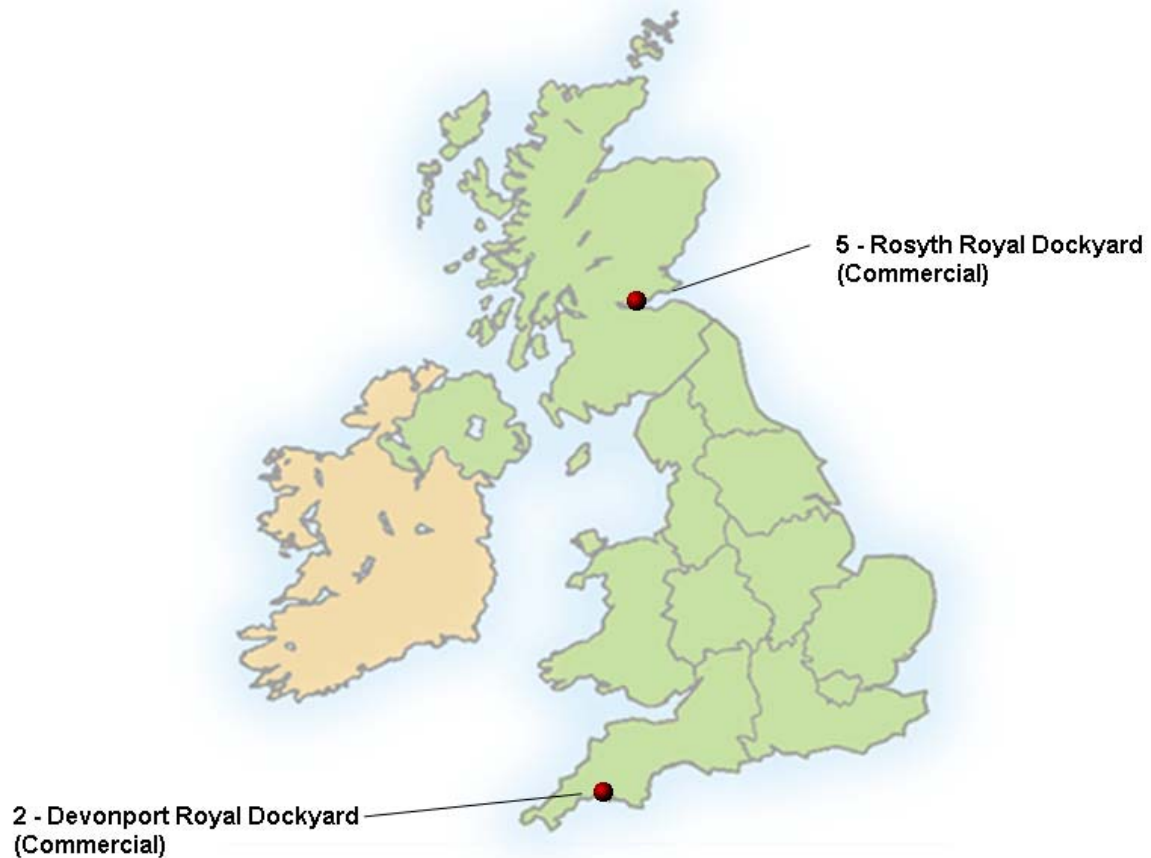 5 - Rosyth Royal Dockyard
(Commercial)
2 - Devonport Royal Dockyard
(Commercial)